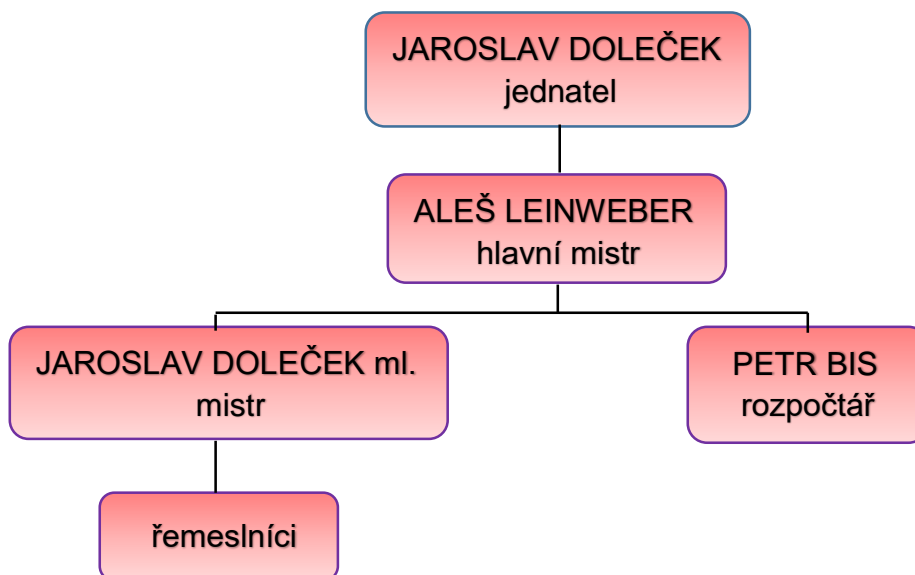 JAROSLAV DOLEČEK
jednatel
ALEŠ LEINWEBER
hlavní mistr
JAROSLAV DOLEČEK ml.
mistr
PETR BIS
rozpočtář
řemeslníci